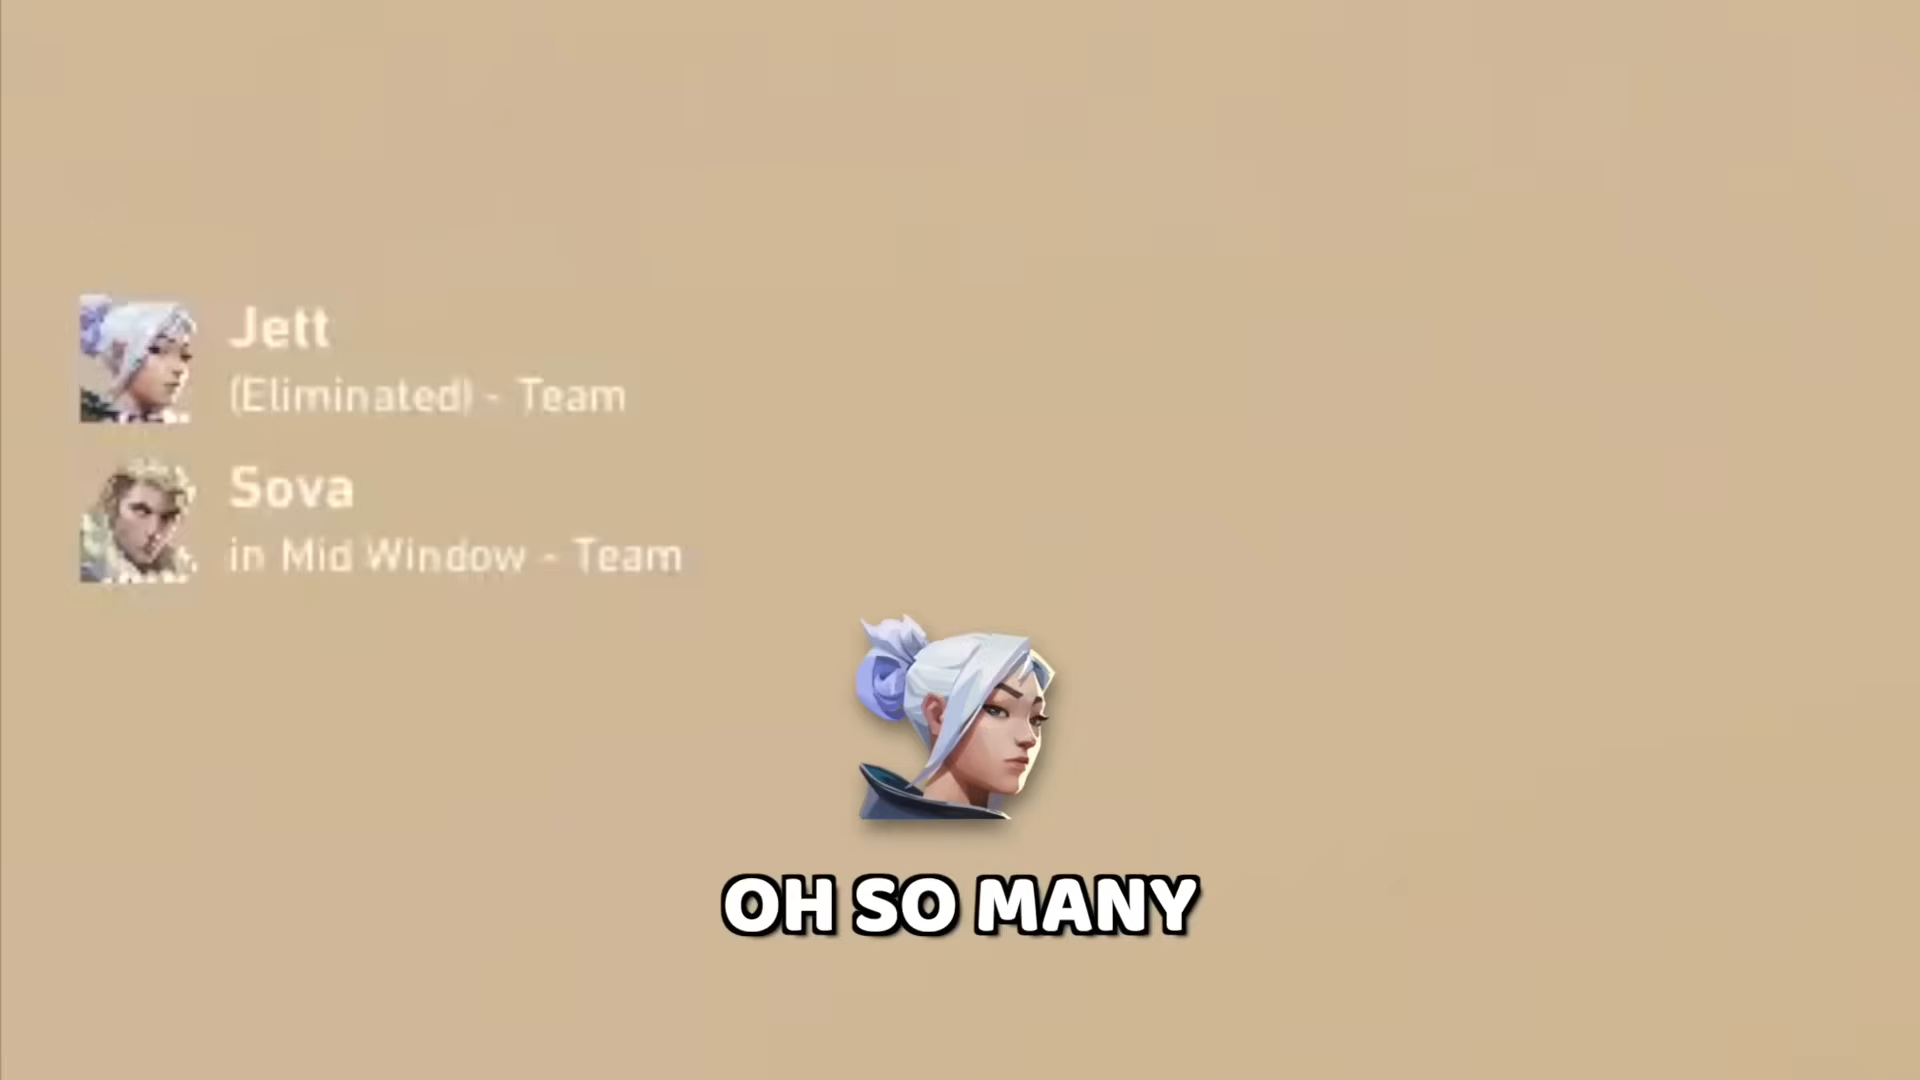 Jett
(Eliminated) - Team
Sova
in Mid Window - Team
OH SO MANY